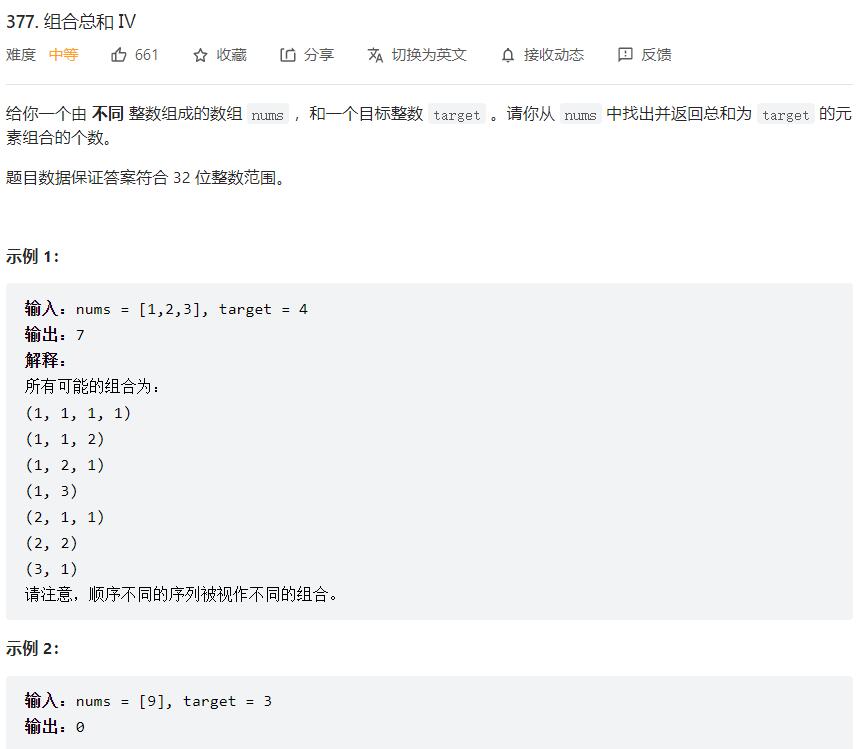 377. 组合总和 Ⅳ
难度 中等 661 收藏 分享 切换为英文 接收动态 反馈
给你一个由 不同 整数组成的数组 nums ，和一个目标整数 target 。请你从 nums 中找出并返回总和为 target 的元
素组合的个数。
题目数据保证答案符合 32 位整数范围。
示例 1：
输入：nums = [1,2,3], target = 4
输出：7
解释：
所有可能的组合为：
(1, 1, 1, 1)
(1, 1, 2)
(1, 2, 1)
(1, 3)
(2, 1, 1)
(2, 2)
(3, 1)
请注意，顺序不同的序列被视作不同的组合。
示例 2：
输入：nums = [9], target = 3
输出：0